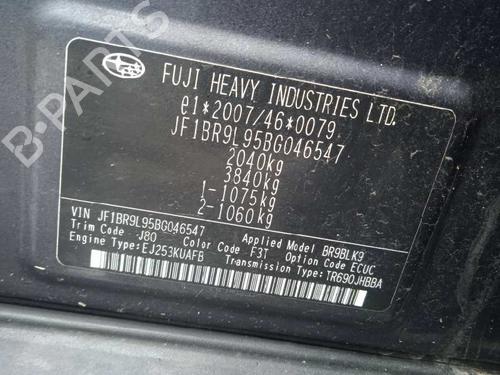 B-PARTS
FUJI HEAVY INDUSTRIES LTD.
e1*2007/46*0079
JF1BR9L95BG046547
2040kg
3840kg
1-1075kg
2-1060kg
VIN JF1BR9L95BG046547 Applied Model BR9BLK9
Trim Code J80 Color Code F3T Option Code ECUC
Engine Type:EJ253KUAFB Transmission Type:TR690JHBBA